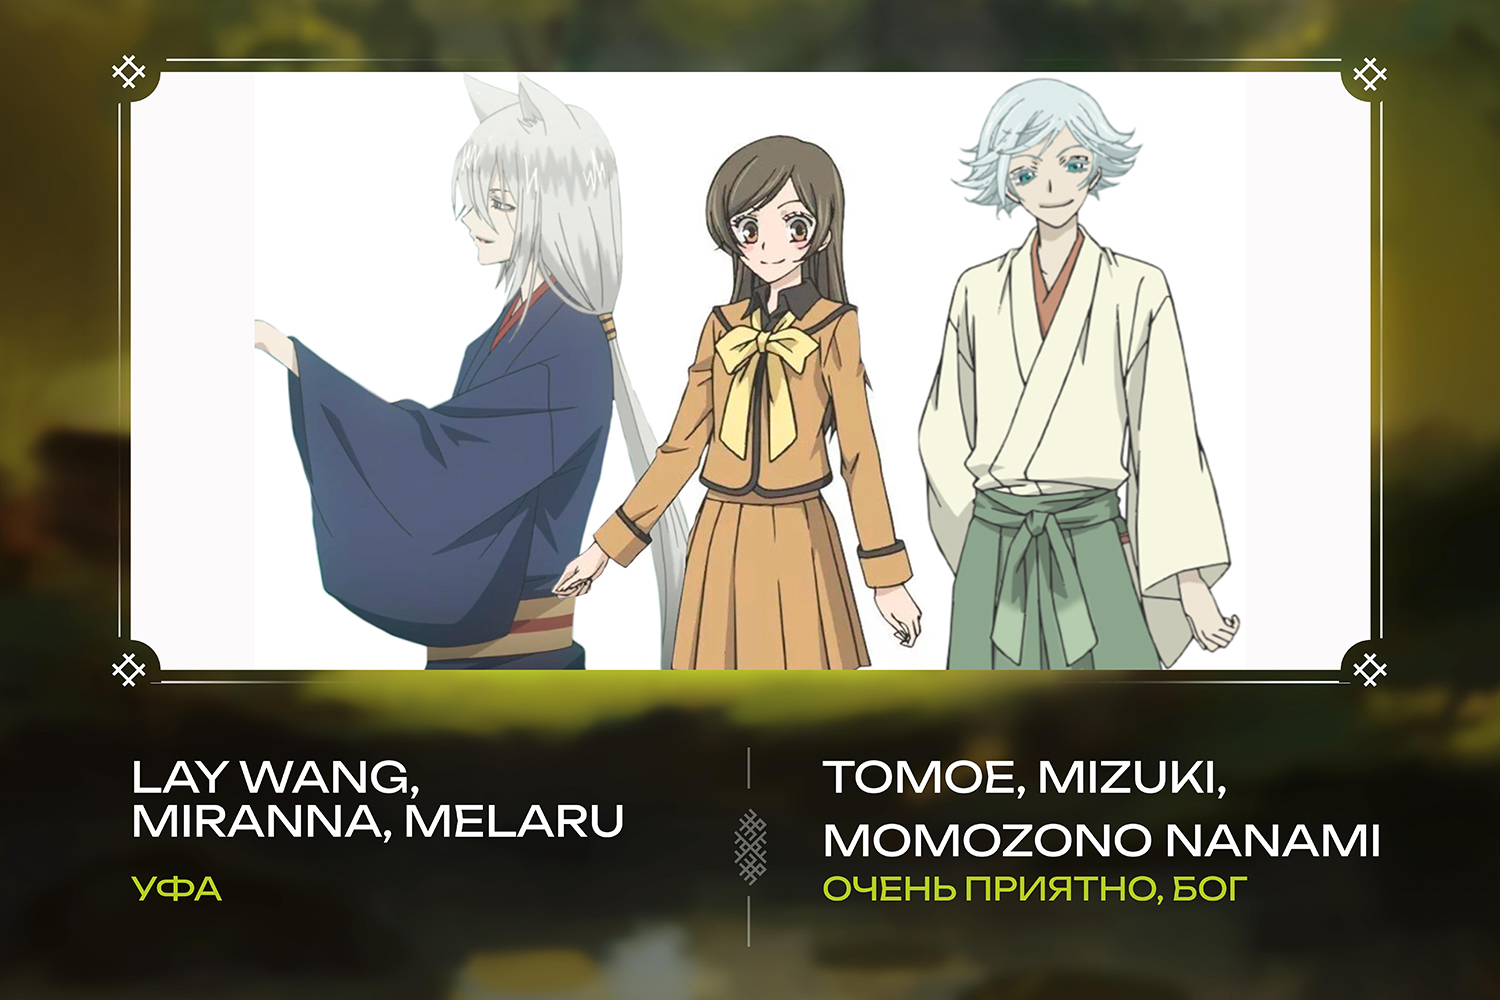 LAY WANG,
MIRANNA, MELARU
УФА
TOMOE, MIZUKI,
MOMOZONO NANAMI
ОЧЕНЬ ПРИЯТНО, БОГ